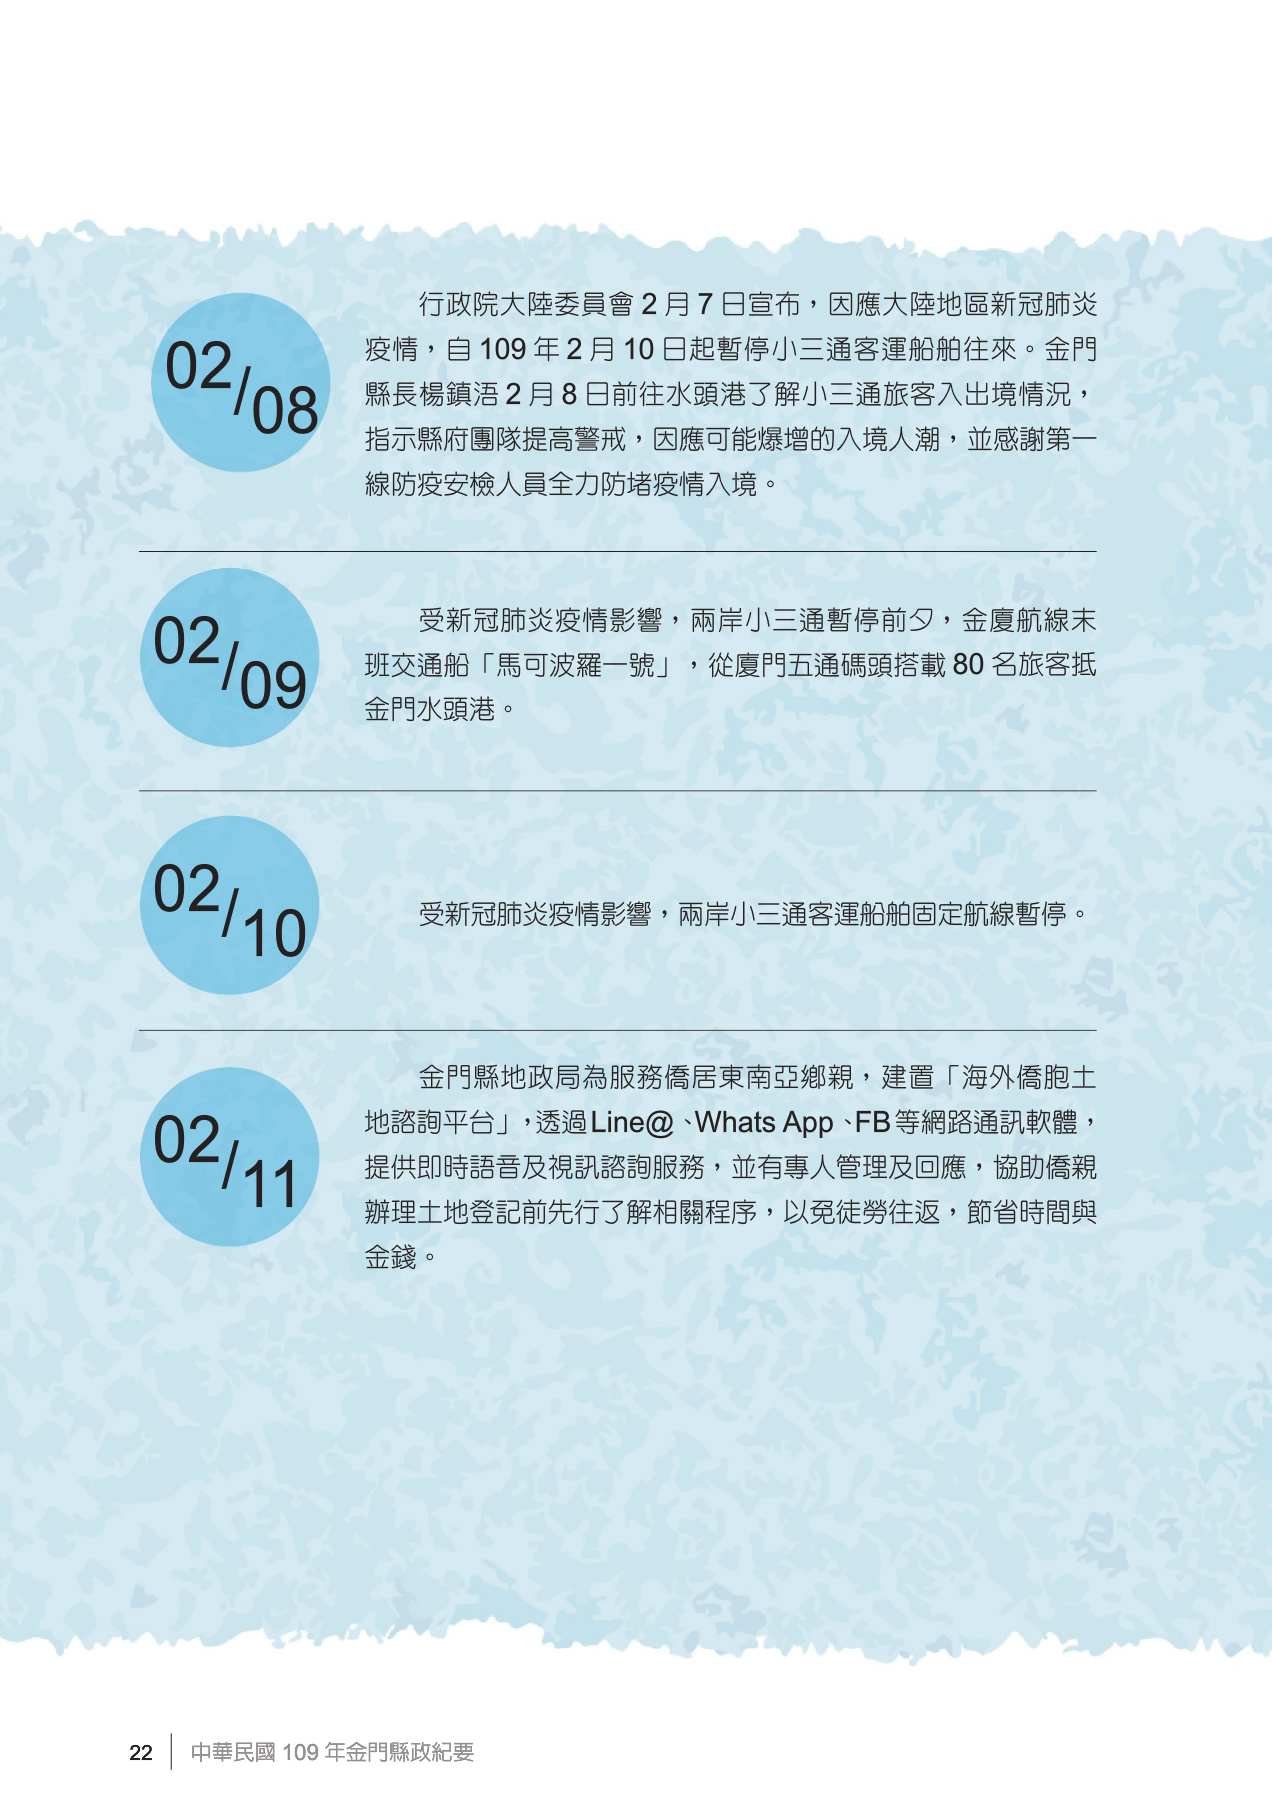 02/08
行政院大陸委員會 2 月 7 日宣布，因應大陸地區新冠肺炎
疫情，自 109 年 2 月 10 日起暫停小三通客運船舶往來。金門
縣長楊鎮浯 2 月 8 日前往水頭港了解小三通旅客入出境情況，
指示縣府團隊提高警戒，因應可能爆增的入境人潮，並感謝第一
線防疫安檢人員全力防堵疫情入境。
02/09
受新冠肺炎疫情影響，兩岸小三通暫停前夕，金廈航線末
班交通船「馬可波羅一號」，從廈門五通碼頭搭載 80 名旅客抵
金門水頭港。
02/10
受新冠肺炎疫情影響，兩岸小三通客運船舶固定航線暫停。
02/11
金門縣地政局為服務僑居東南亞鄉親，建置「海外僑胞土
地諮詢平台」，透過Line@、Whats App、FB等網路通訊軟體，
提供即時語音及視訊諮詢服務，並有專人管理及回應，協助僑親
辦理土地登記前先行了解相關程序，以免徒勞往返，節省時間與
金錢。
22 中華民國 109 年金門縣政紀要